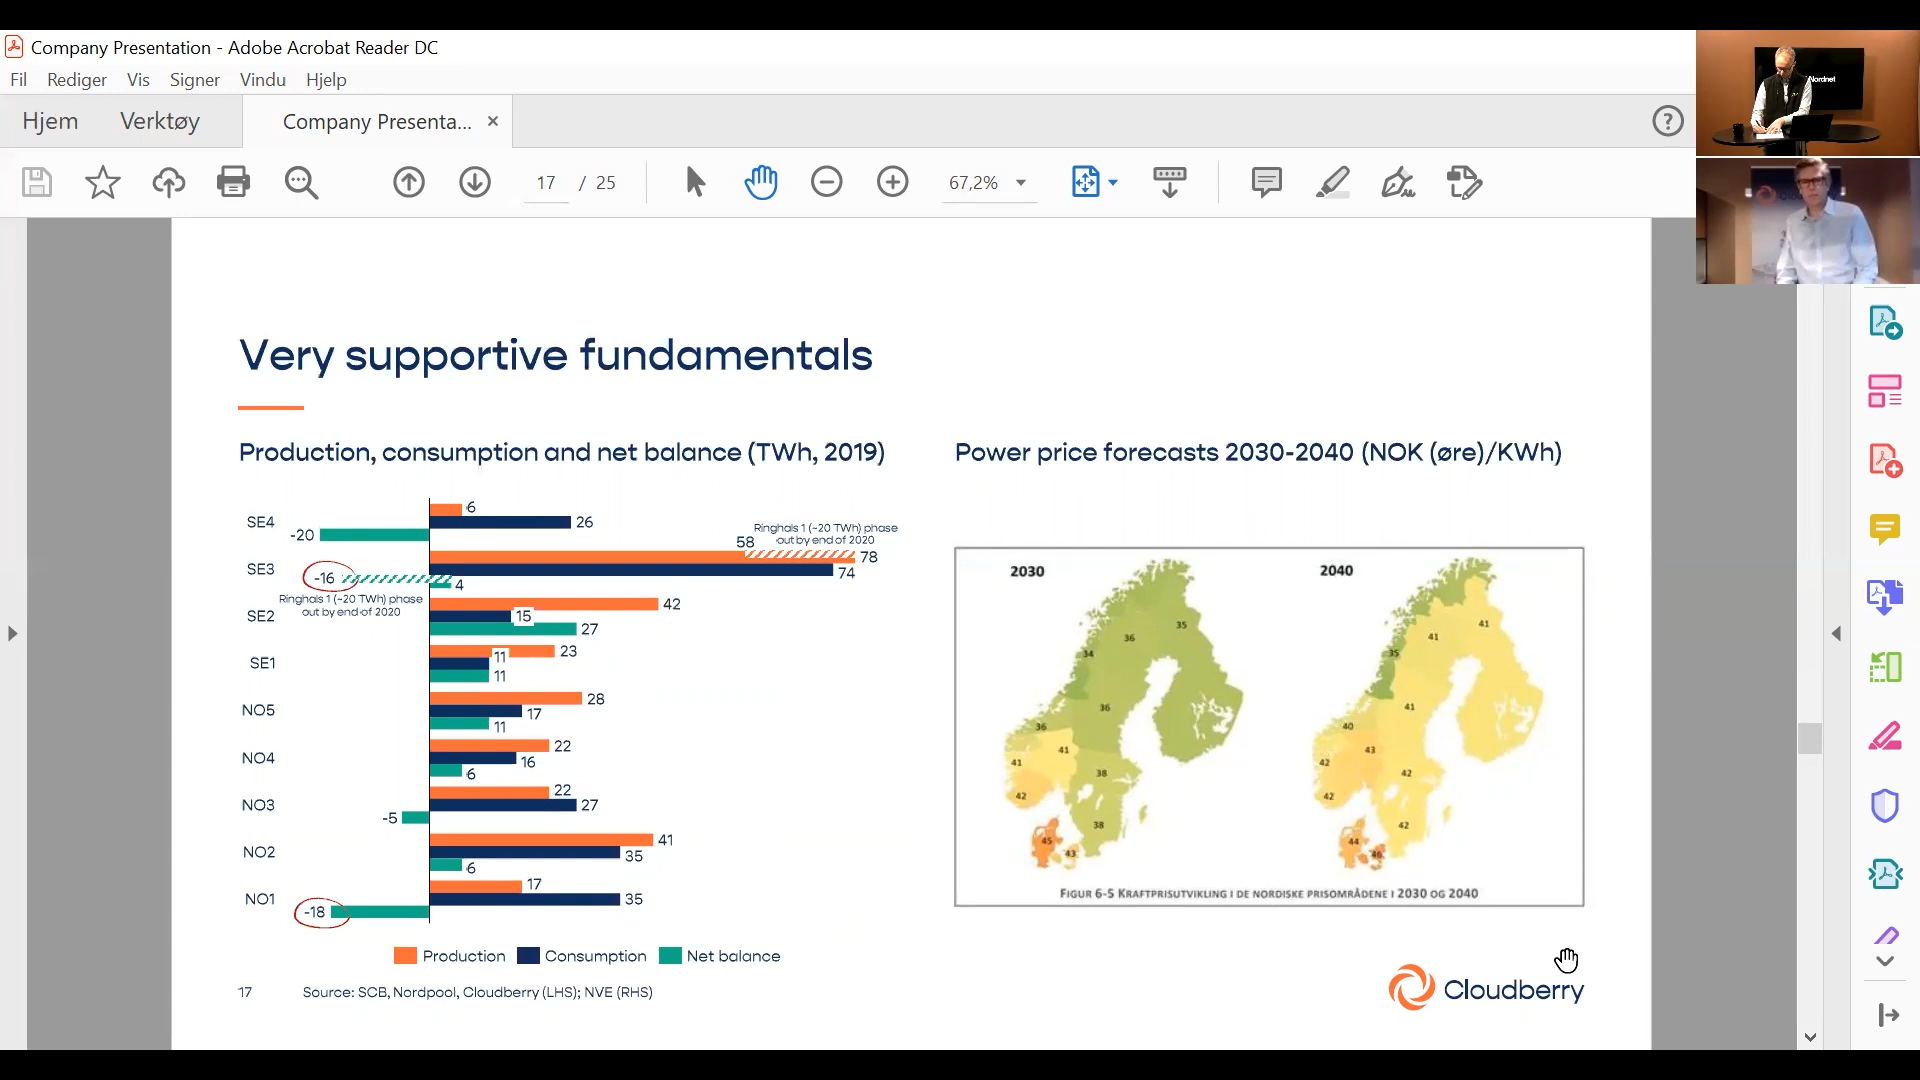 Company Presentation - Adobe Acrobat Reader DC
Fil Rediger Vis Signer Vindu Hjelp
Hjem Verktøy Company Presenta... ×
17 / 25 67,2%
Nordnet
Very supportive fundamentals
Production, consumption and net balance (TWh, 2019)
SE4 6 26 -20
Ringhals 1 (~20 TWh) phase
out by end of 2020
SE3 58 78 74 -16 4
Ringhals 1 (~20 TWh) phase
out by end of 2020
SE2 42 15 27
SE1 23 11 11
NO5 28 17 11
NO4 22 16 6
NO3 22 27 -5
NO2 41 35 6
NO1 17 35 -18
Production Consumption Net balance
Power price forecasts 2030-2040 (NOK (øre)/KWh)
2030
35
36
34
36
36
41
41
38
42
38
45
43
2040
41
41
35
41
40
43
42
42
42
42
44
46
FIGUR 6-5 KRAFTPRISUTVIKLING I DE NORDISKE PRISOMRÅDENE I 2030 OG 2040
17 Source: SCB, Nordpool, Cloudberry (LHS); NVE (RHS)
Cloudberry